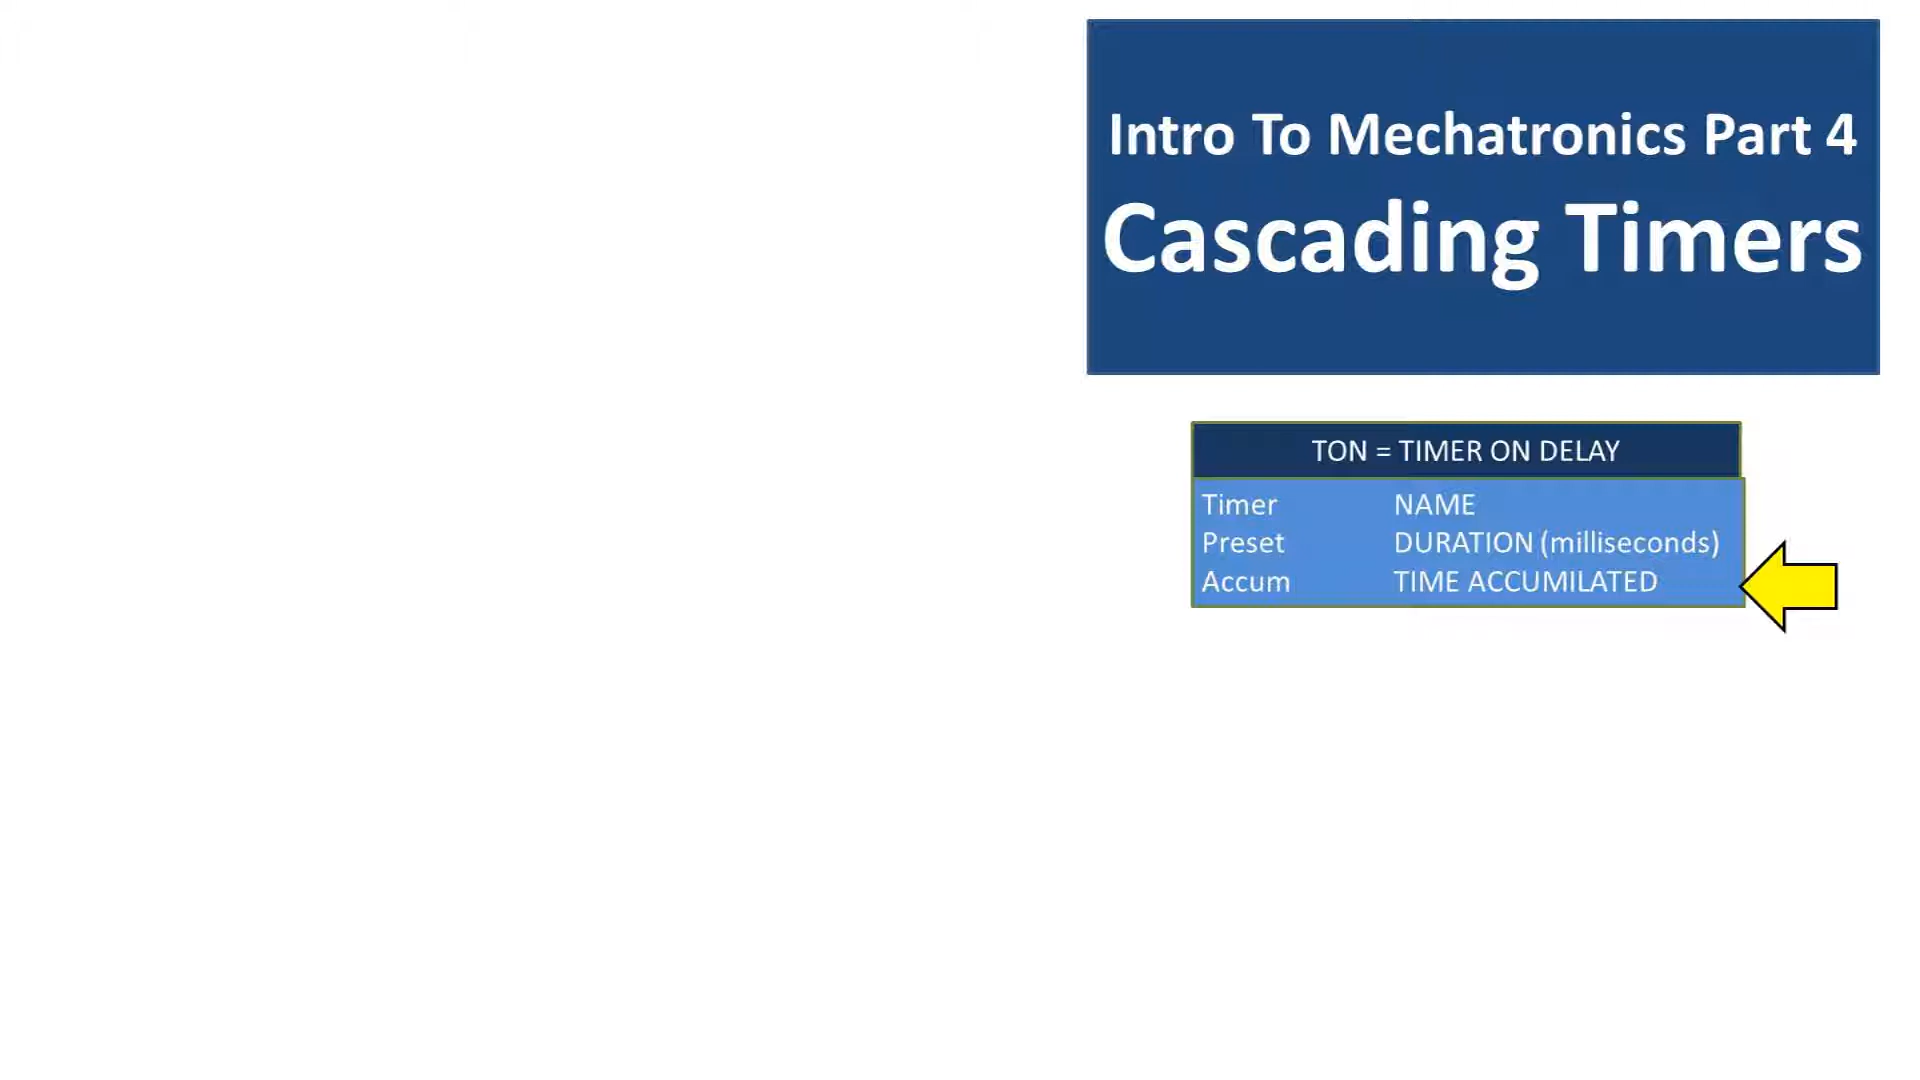 Intro To Mechatronics Part 4
Cascading Timers
TON = TIMER ON DELAY
Timer NAME
Preset DURATION (milliseconds)
Accum TIME ACCUMILATED